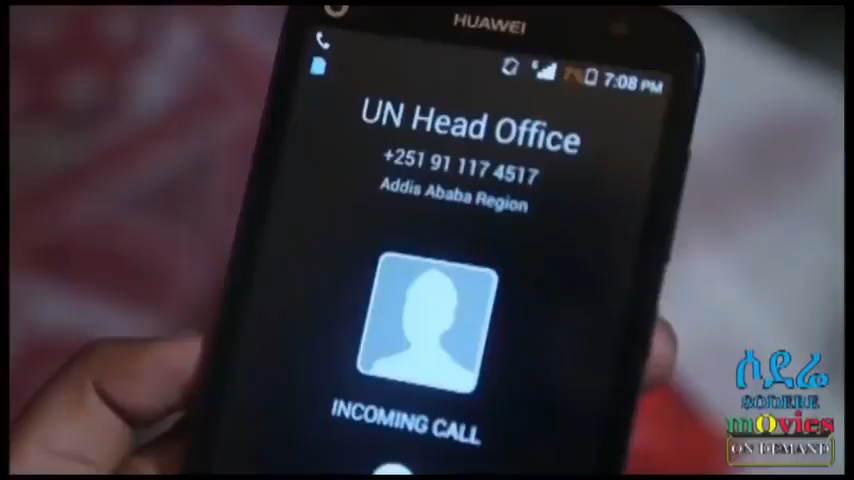 HUAWEI
7:08 PM
UN Head Office
+251 91 117 4517
Addis Ababa Region
INCOMING CALL
ሶደሬ
SODERE
mOvies
ON DEMAND